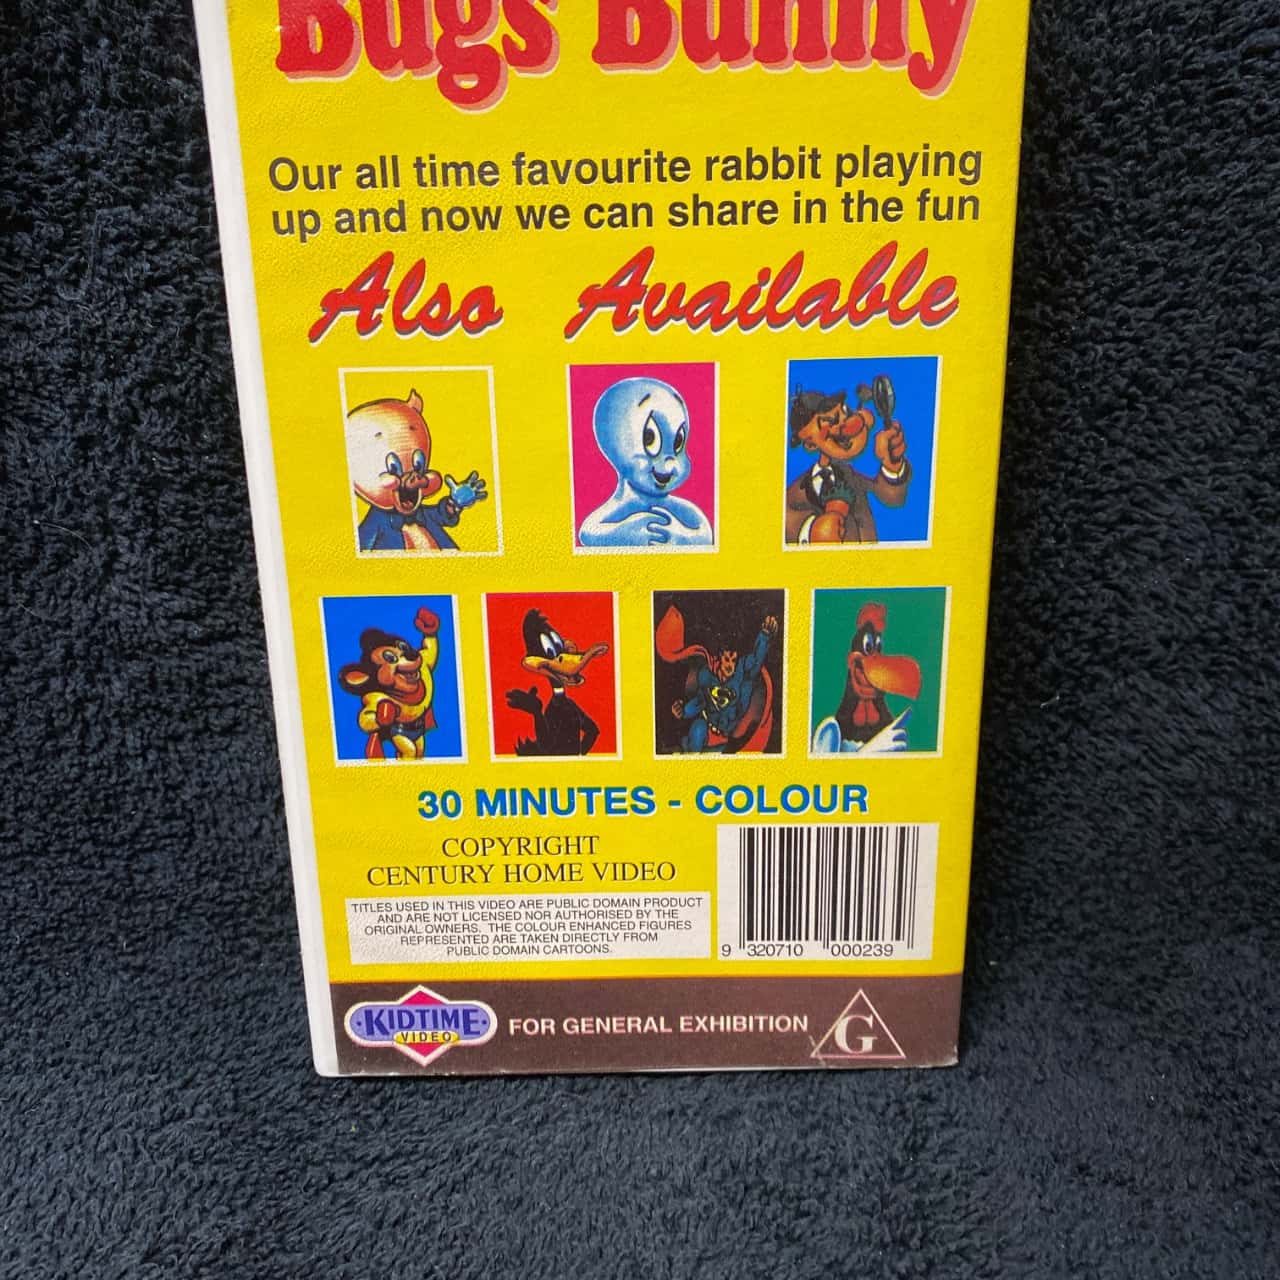 Bugs Bunny
Our all time favourite rabbit playing
up and now we can share in the fun
Also Available
30 MINUTES - COLOUR
COPYRIGHT
CENTURY HOME VIDEO
TITLES USED IN THIS VIDEO ARE PUBLIC DOMAIN PRODUCT
AND ARE NOT LICENSED NOR AUTHORISED BY THE
ORIGINAL OWNERS. THE COLOUR ENHANCED FIGURES
REPRESENTED ARE TAKEN DIRECTLY FROM
PUBLIC DOMAIN CARTOONS.
9 320710 000239
KIDTIME
VIDEO
FOR GENERAL EXHIBITION
G